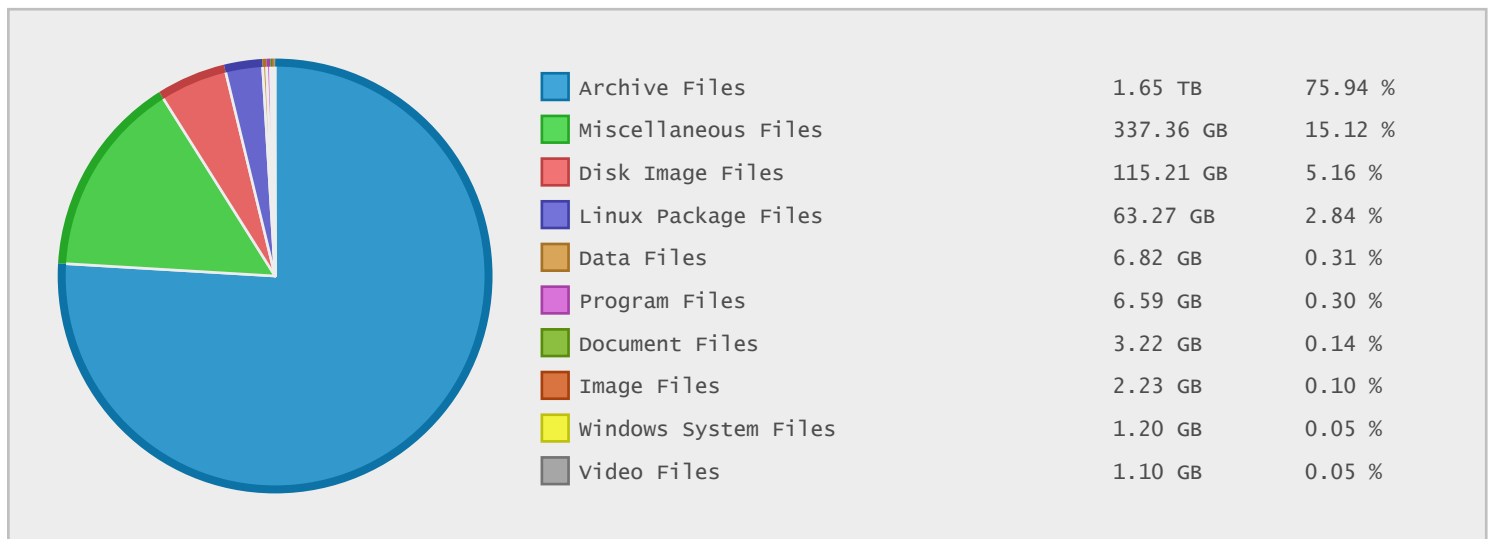 Archive Files 1.65 TB 75.94 %
Miscellaneous Files 337.36 GB 15.12 %
Disk Image Files 115.21 GB 5.16 %
Linux Package Files 63.27 GB 2.84 %
Data Files 6.82 GB 0.31 %
Program Files 6.59 GB 0.30 %
Document Files 3.22 GB 0.14 %
Image Files 2.23 GB 0.10 %
Windows System Files 1.20 GB 0.05 %
Video Files 1.10 GB 0.05 %